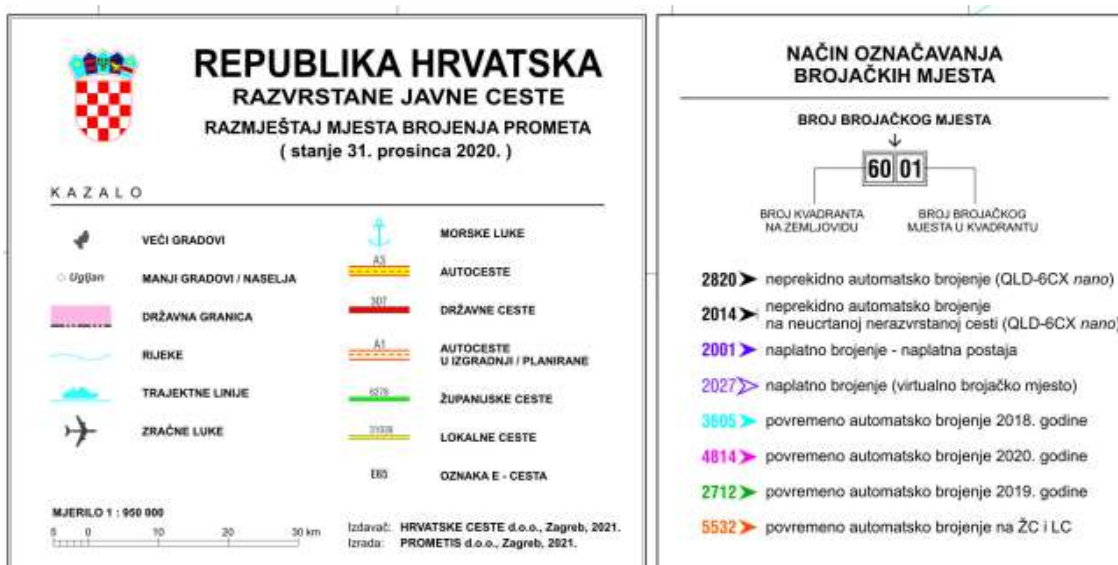 REPUBLIKA HRVATSKA
RAZVRSTANE JAVNE CESTE
RAZMJEŠTAJ MJESTA BROJENJA PROMETA
( stanje 31. prosinca 2020. )
KAZALO
VEĆI GRADOVI
Ugljan MANJI GRADOVI / NASELJA
DRŽAVNA GRANICA
RIJEKE
TRAJEKTNE LINIJE
ZRAČNE LUKE
MORSKE LUKE
A3 AUTOCESTE
307 DRŽAVNE CESTE
A1 AUTOCESTE
U IZGRADNJI / PLANIRANE
6278 ŽUPANIJSKE CESTE
LOKALNE CESTE
E65 OZNAKA E - CESTA
MJERILO 1 : 950 000
5 0 10 20 30 km
Izdavač: HRVATSKE CESTE d.o.o., Zagreb, 2021.
Izrada: PROMETIS d.o.o., Zagreb, 2021.
NAČIN OZNAČAVANJA
BROJAČKIH MJESTA
BROJ BROJAČKOG MJESTA
60 01
BROJ KVADRANTA
NA ZEMLJOVIDU
BROJ BROJAČKOG
MJESTA U KVADRANTU
2820 neprekidno automatsko brojenje (QLD-6CX nano)
2014 neprekidno automatsko brojenje
na neucrtanoj nerazvrstanoj cesti (QLD-6CX nano)
2001 naplatno brojenje - naplatna postaja
2027 naplatno brojenje (virtualno brojačko mjesto)
3605 povremeno automatsko brojenje 2018. godine
4814 povremeno automatsko brojenje 2020. godine
2712 povremeno automatsko brojenje 2019. godine
5532 povremeno automatsko brojenje na ŽC i LC